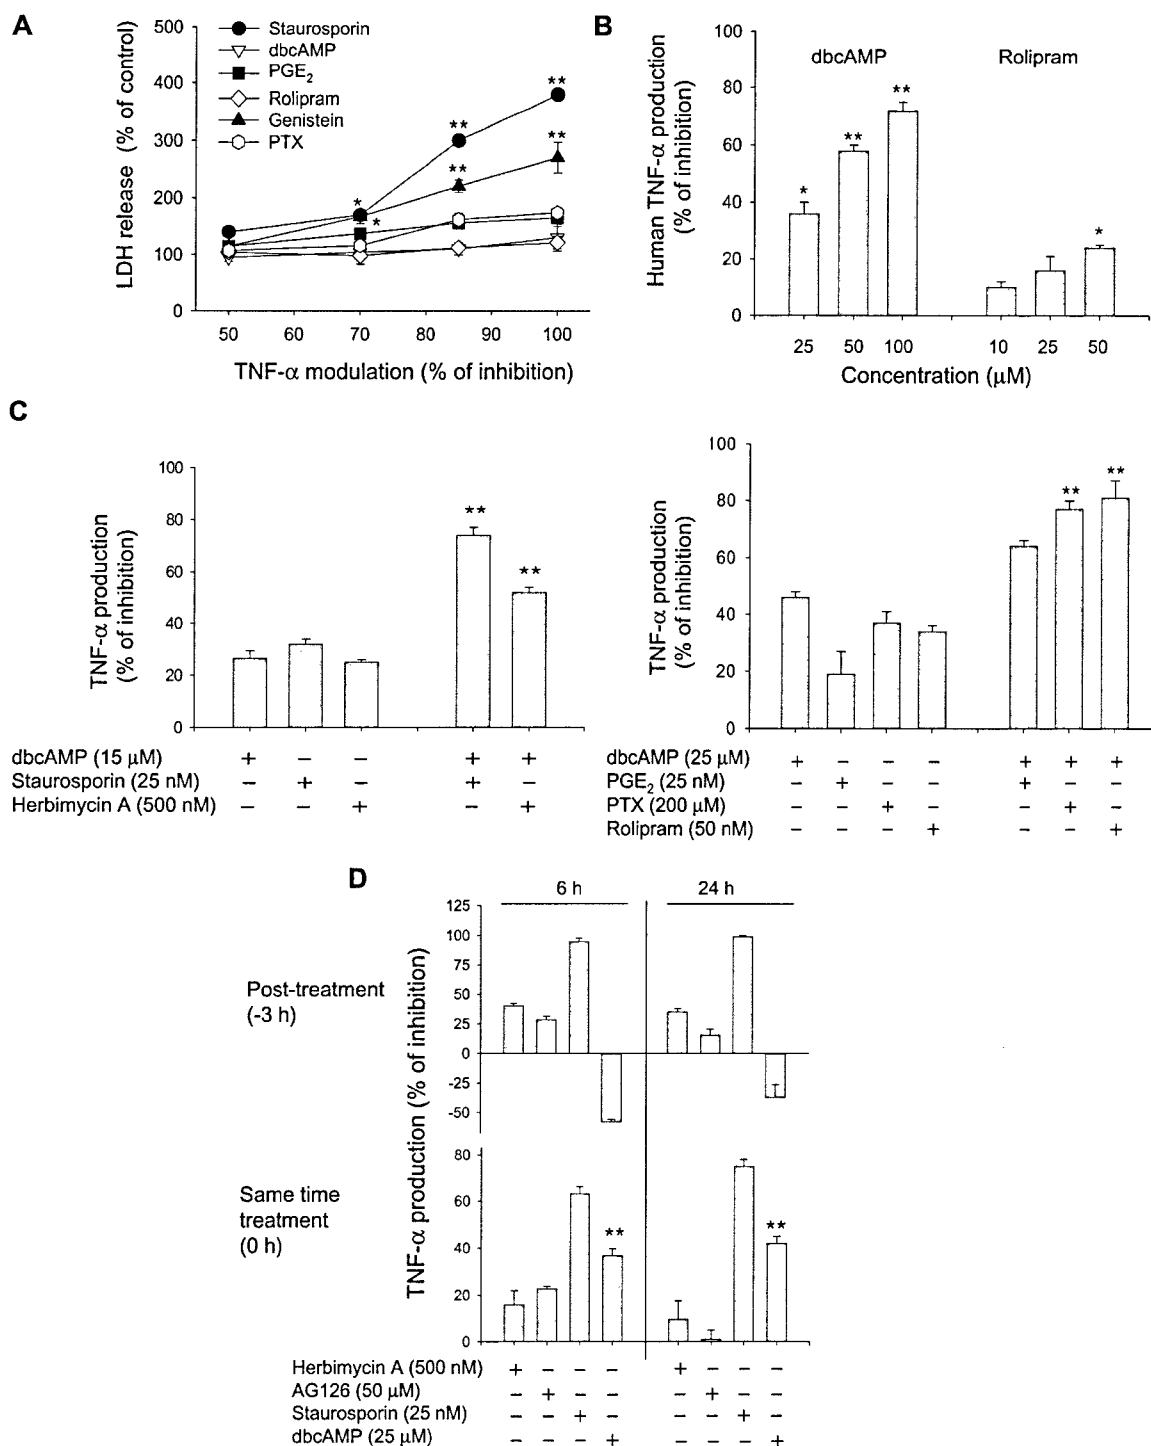 A
500
400
300
200
100
0
LDH release (% of control)
Staurosporin
dbcAMP
PGE2
Rolipram
Genistein
PTX
**
**
**
**
*
*
50 60 70 80 90 100
TNF-α modulation (% of inhibition)
B
100
80
60
40
20
0
Human TNF-α production
(% of inhibition)
dbcAMP Rolipram
* ** ** *
25 50 100 10 25 50
Concentration (μM)
C
100
80
60
40
20
0
TNF-α production
(% of inhibition)
** **
dbcAMP (15 μM) + − − + +
Staurosporin (25 nM) − + − + −
Herbimycin A (500 nM) − − + − +
100
80
60
40
20
0
TNF-α production
(% of inhibition)
** **
dbcAMP (25 μM) + − − − + + +
PGE2 (25 nM) − + − − + − −
PTX (200 μM) − − + − − + −
Rolipram (50 nM) − − − + − − +
D
6 h 24 h
TNF-α production (% of inhibition)
Post-treatment
(-3 h)
125
100
75
50
25
0
-25
-50
Same time
treatment
(0 h)
80
60
40
20
0
** **
Herbimycin A (500 nM) + − − − + − − −
AG126 (50 μM) − + − − − + − −
Staurosporin (25 nM) − − + − − − + −
dbcAMP (25 μM) − − − + − − − +